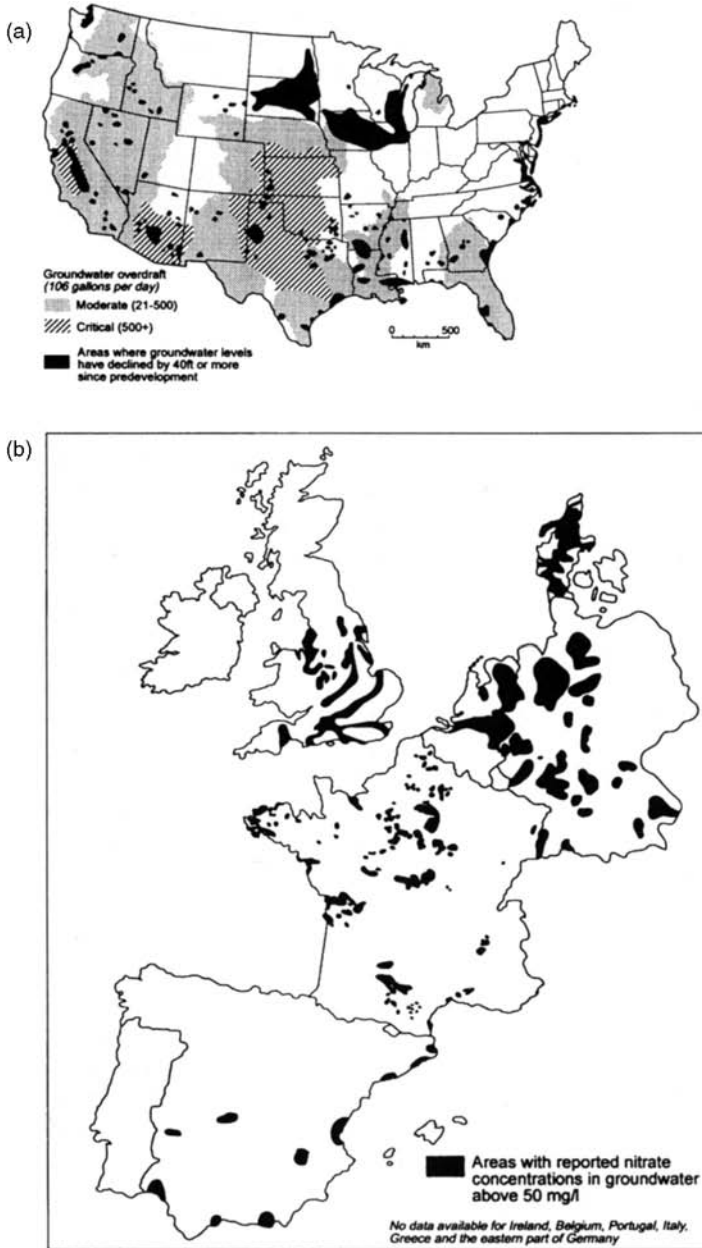 (a)
Groundwater overdraft
(106 gallons per day)
Moderate (21-500)
Critical (500+)
Areas where groundwater levels
have declined by 40ft or more
since predevelopment
0 500
km
(b)
Areas with reported nitrate
concentrations in groundwater
above 50 mg/l
No data available for Ireland, Belgium, Portugal, Italy,
Greece and the eastern part of Germany